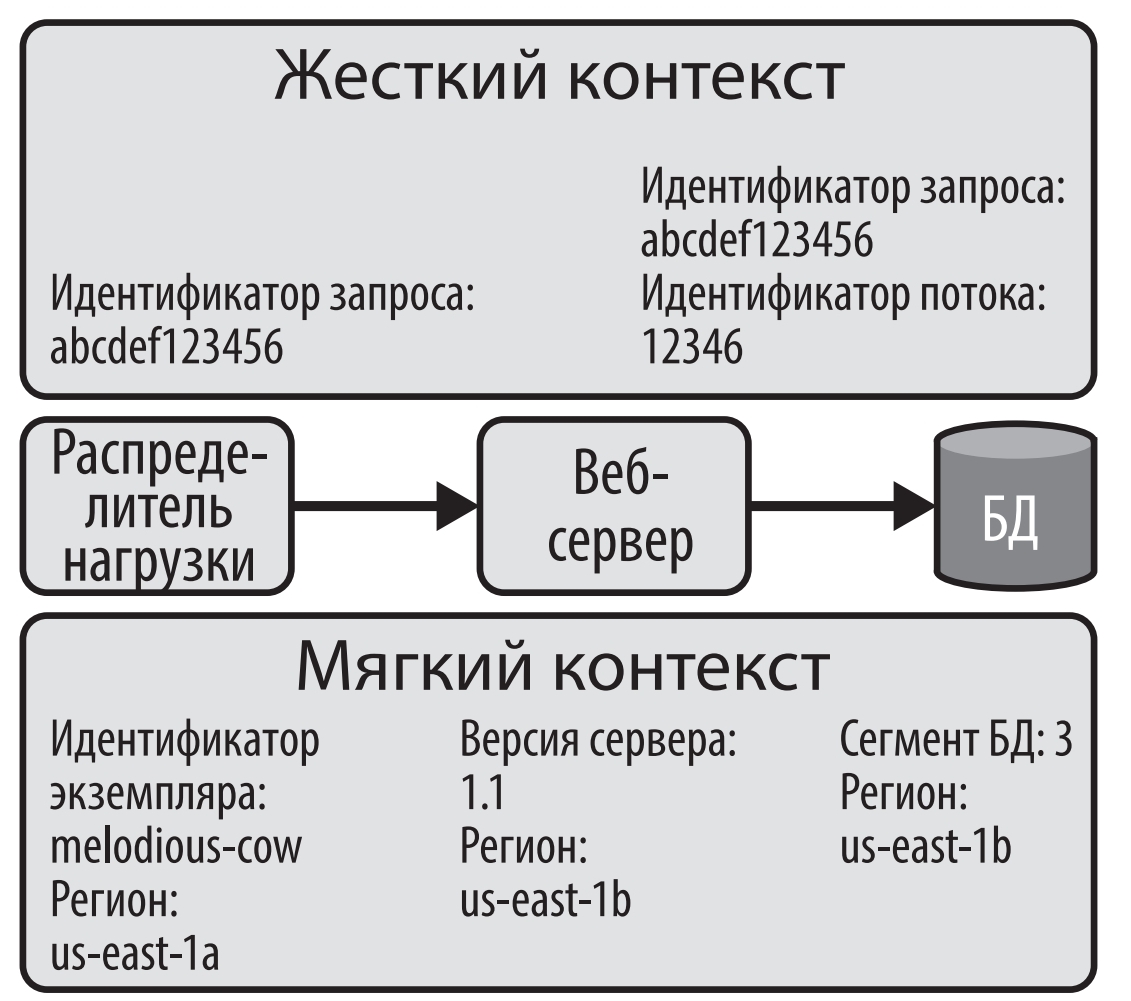 Жесткий контекст
Идентификатор запроса:
abcdef123456
Идентификатор запроса:
abcdef123456
Идентификатор потока:
12346
Распреде-
литель
нагрузки
Веб-
сервер
БД
Мягкий контекст
Идентификатор
экземпляра:
melodious-cow
Регион:
us-east-1a
Версия сервера:
1.1
Регион:
us-east-1b
Сегмент БД: 3
Регион:
us-east-1b